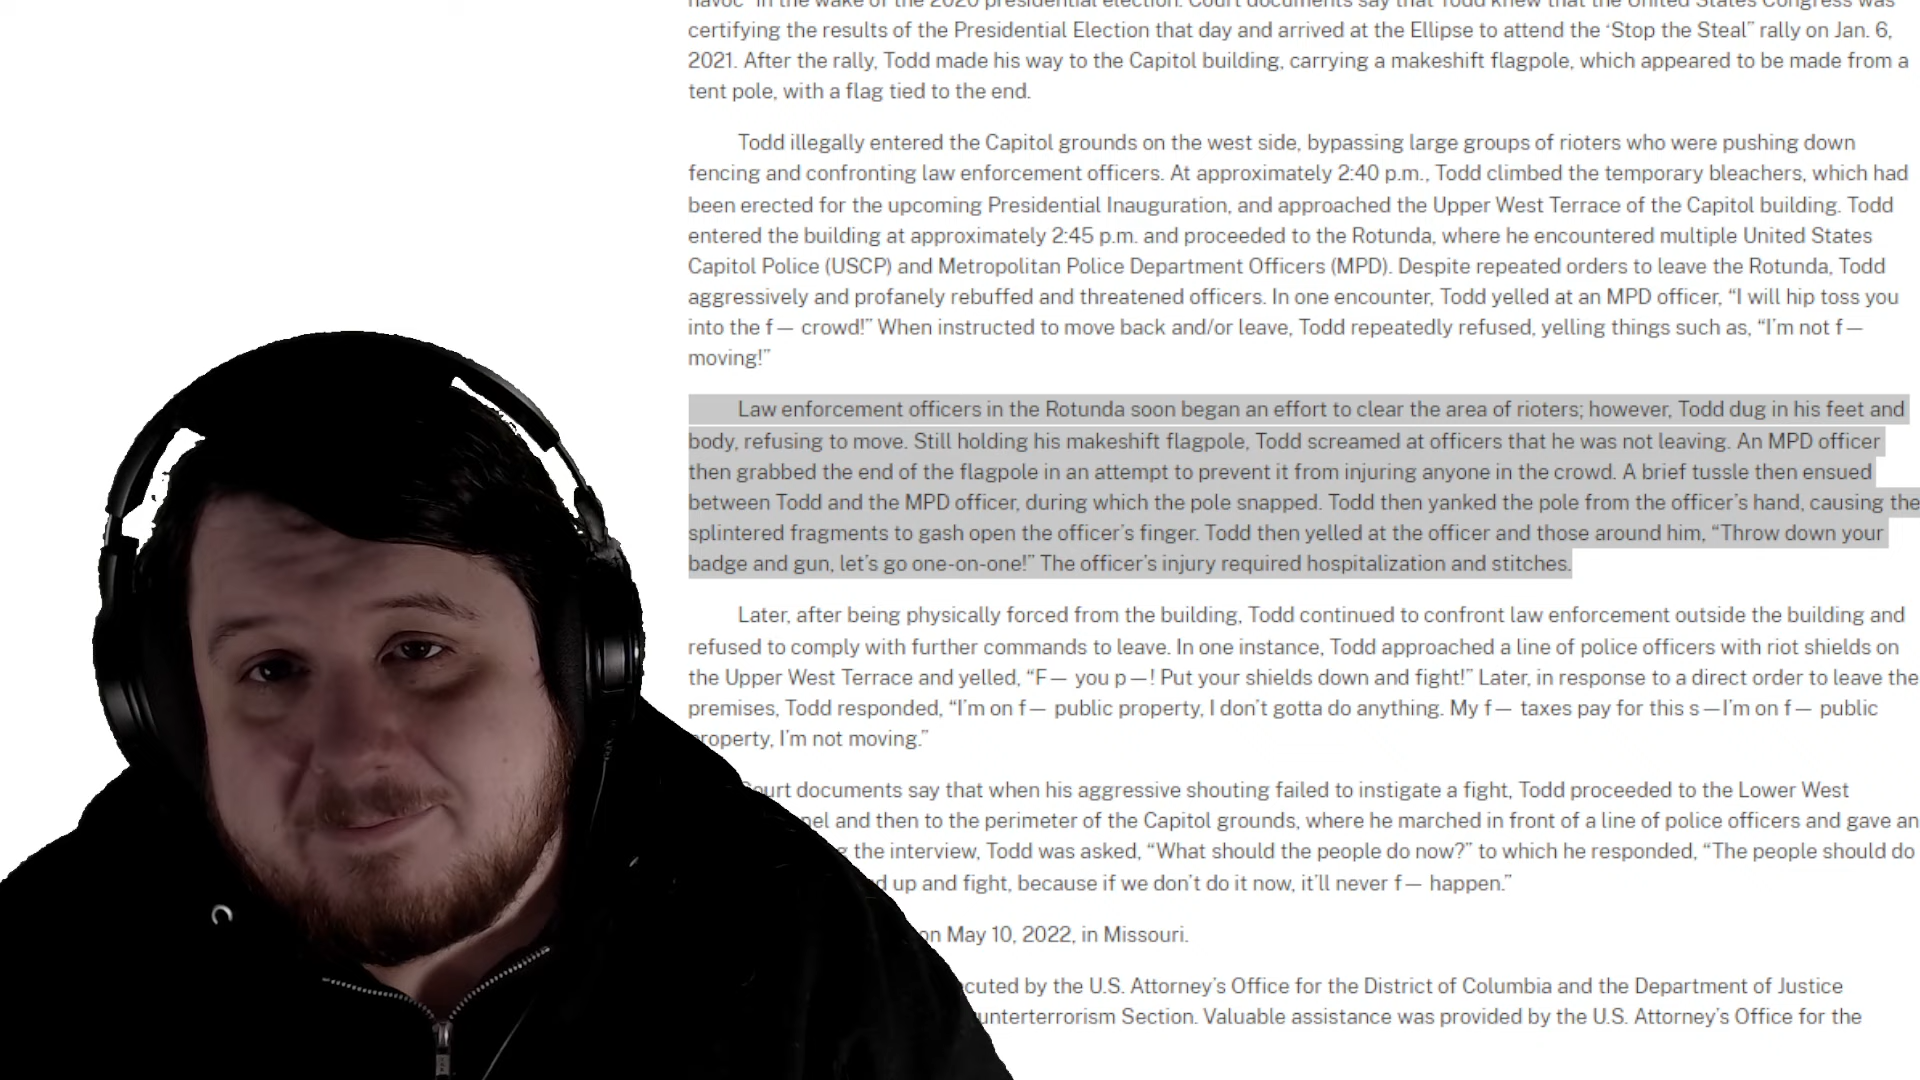 havoc" in the wake of the 2020 presidential election. Court documents say that Todd knew that the United States Congress was
certifying the results of the Presidential Election that day and arrived at the Ellipse to attend the ‘Stop the Steal” rally on Jan. 6,
2021. After the rally, Todd made his way to the Capitol building, carrying a makeshift flagpole, which appeared to be made from a
tent pole, with a flag tied to the end.
Todd illegally entered the Capitol grounds on the west side, bypassing large groups of rioters who were pushing down
fencing and confronting law enforcement officers. At approximately 2:40 p.m., Todd climbed the temporary bleachers, which had
been erected for the upcoming Presidential Inauguration, and approached the Upper West Terrace of the Capitol building. Todd
entered the building at approximately 2:45 p.m. and proceeded to the Rotunda, where he encountered multiple United States
Capitol Police (USCP) and Metropolitan Police Department Officers (MPD). Despite repeated orders to leave the Rotunda, Todd
aggressively and profanely rebuffed and threatened officers. In one encounter, Todd yelled at an MPD officer, “I will hip toss you
into the f— crowd!” When instructed to move back and/or leave, Todd repeatedly refused, yelling things such as, “I’m not f—
moving!”
Law enforcement officers in the Rotunda soon began an effort to clear the area of rioters; however, Todd dug in his feet and
body, refusing to move. Still holding his makeshift flagpole, Todd screamed at officers that he was not leaving. An MPD officer
then grabbed the end of the flagpole in an attempt to prevent it from injuring anyone in the crowd. A brief tussle then ensued
between Todd and the MPD officer, during which the pole snapped. Todd then yanked the pole from the officer’s hand, causing the
splintered fragments to gash open the officer’s finger. Todd then yelled at the officer and those around him, “Throw down your
badge and gun, let’s go one-on-one!” The officer’s injury required hospitalization and stitches.
Later, after being physically forced from the building, Todd continued to confront law enforcement outside the building and
refused to comply with further commands to leave. In one instance, Todd approached a line of police officers with riot shields on
the Upper West Terrace and yelled, “F— you p—! Put your shields down and fight!” Later, in response to a direct order to leave the
premises, Todd responded, “I’m on f— public property, I don’t gotta do anything. My f— taxes pay for this s—I’m on f— public
property, I’m not moving.”
Court documents say that when his aggressive shouting failed to instigate a fight, Todd proceeded to the Lower West
and then to the perimeter of the Capitol grounds, where he marched in front of a line of police officers and gave an
the interview, Todd was asked, “What should the people do now?” to which he responded, “The people should do
up and fight, because if we don’t do it now, it’ll never f— happen.”
on May 10, 2022, in Missouri.
by the U.S. Attorney’s Office for the District of Columbia and the Department of Justice
Section. Valuable assistance was provided by the U.S. Attorney’s Office for the